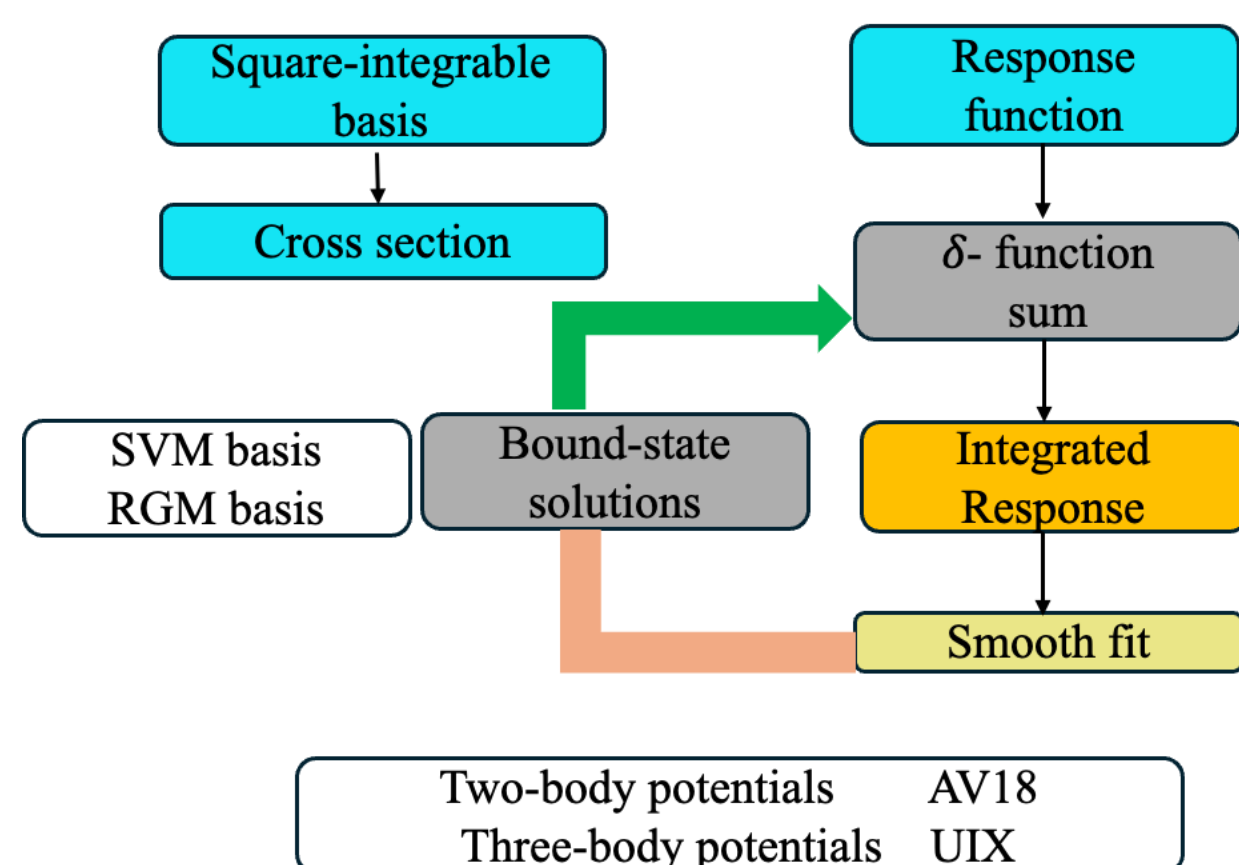 Square-integrable
basis
Cross section
Response
function
δ- function
sum
SVM basis
RGM basis
Bound-state
solutions
Integrated
Response
Smooth fit
Two-body potentials AV18
Three-body potentials UIX